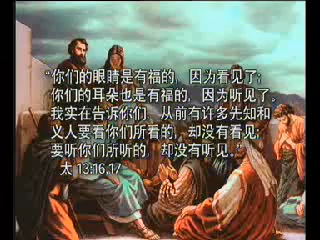 “你们的眼睛是有福的，因为看见了；
你们的耳朵也是有福的，因为听见了。
我实在告诉你们，从前有许多先知和
义人要看你们所看的，却没有看见；
要听你们所听的，却没有听见。”
太 13:16,17